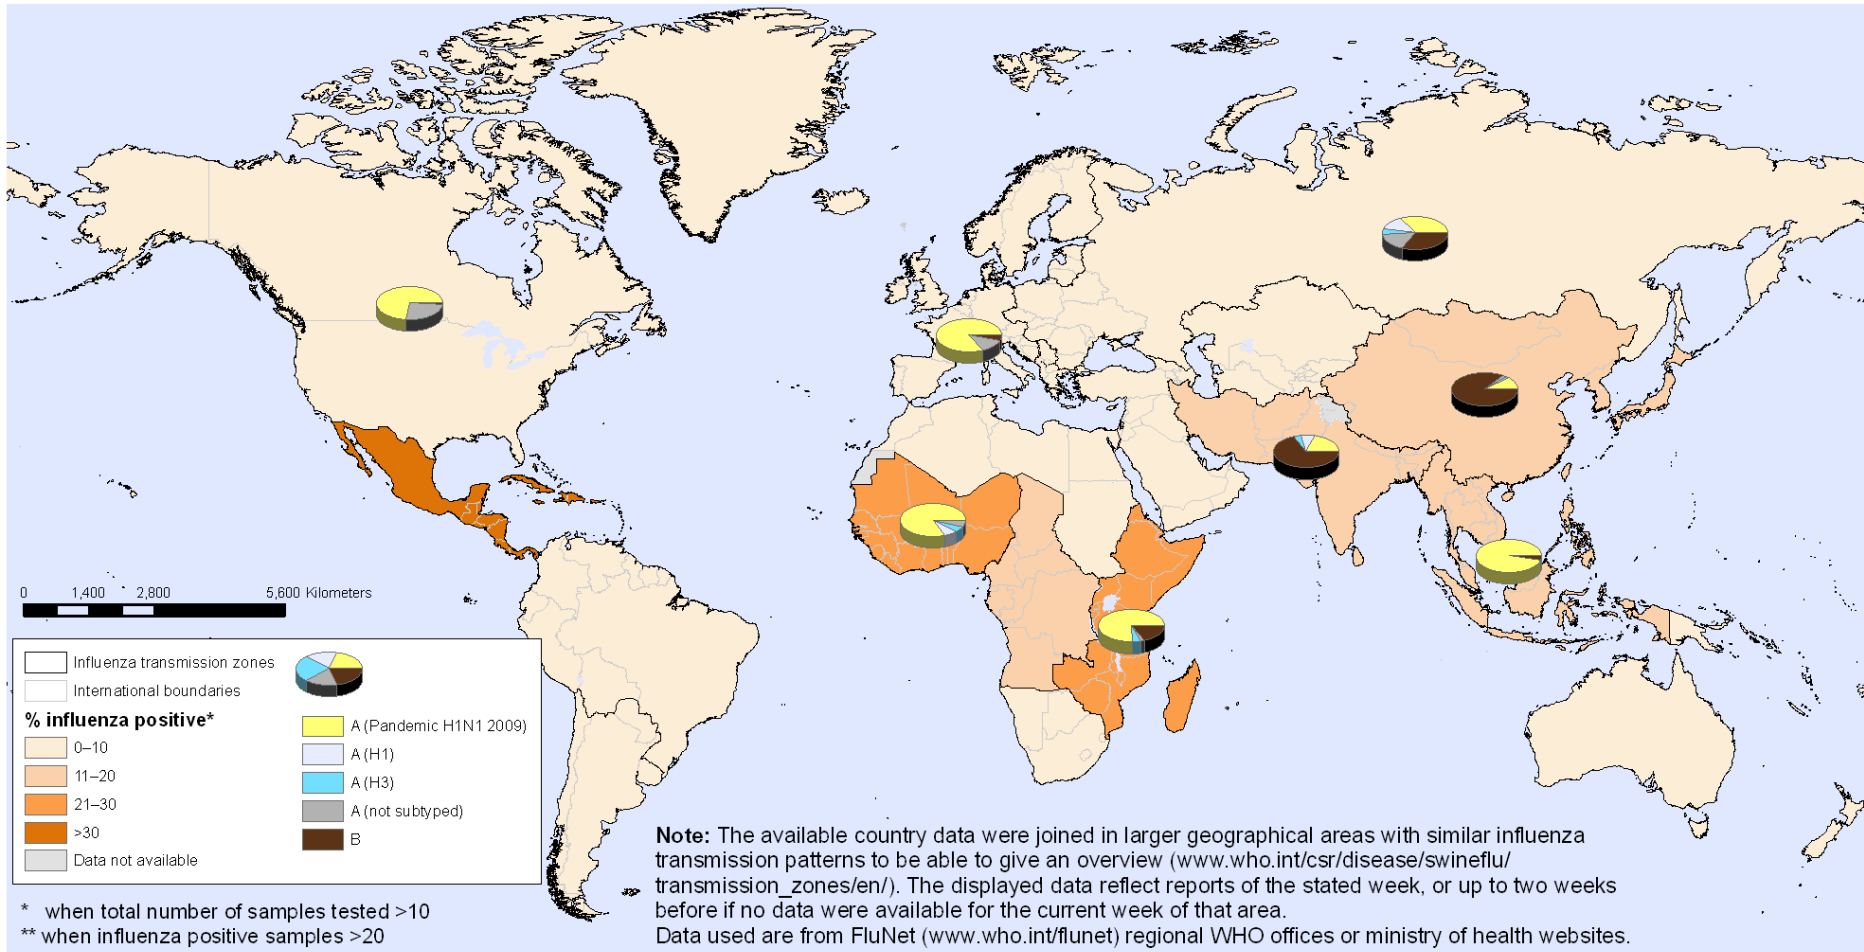 0 1,400 2,800 5,600 Kilometers
Influenza transmission zones
International boundaries
% influenza positive*
0–10
11–20
21–30
>30
Data not available
A (Pandemic H1N1 2009)
A (H1)
A (H3)
A (not subtyped)
B
* when total number of samples tested >10
** when influenza positive samples >20
Note: The available country data were joined in larger geographical areas with similar influenza
transmission patterns to be able to give an overview (www.who.int/csr/disease/swineflu/
transmission_zones/en/). The displayed data reflect reports of the stated week, or up to two weeks
before if no data were available for the current week of that area.
Data used are from FluNet (www.who.int/flunet) regional WHO offices or ministry of health websites.